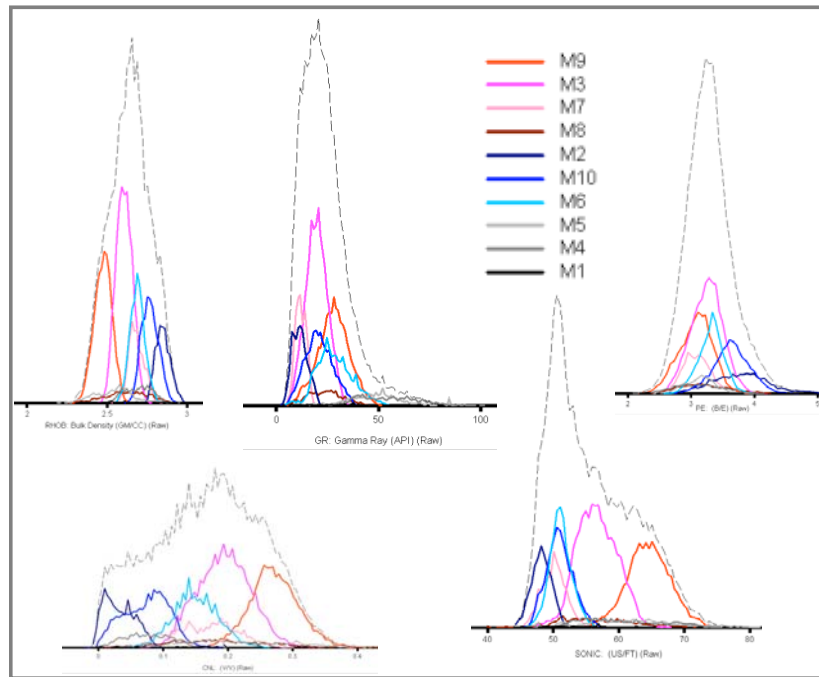 M9
M3
M7
M8
M2
M10
M6
M5
M4
M1
2 2.5 3
RHOB: Bulk Density (GM/CC) (Raw)
0 50 100
GR: Gamma Ray (API) (Raw)
2 3 4 5
PE: (B/E) (Raw)
0 0.1 0.2 0.3 0.4
CNL: (V/V) (Raw)
40 50 60 70 80
SONIC: (US/FT) (Raw)